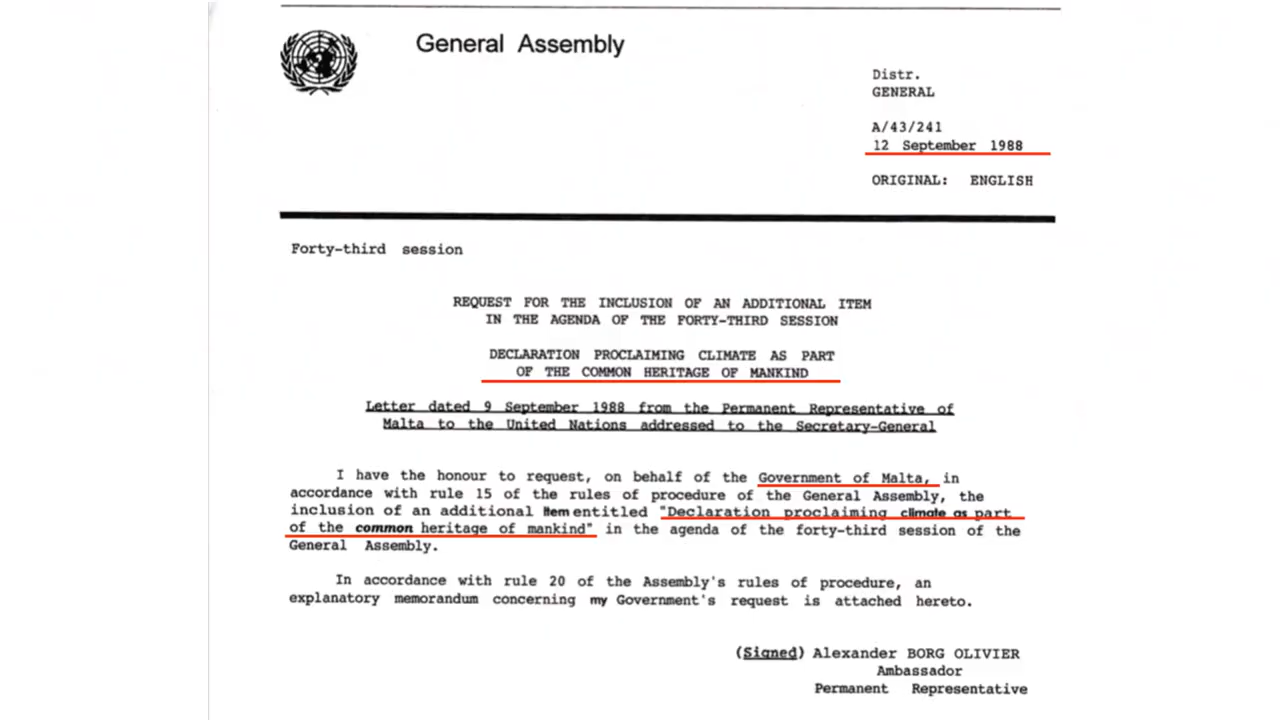 General Assembly
Distr.
GENERAL
A/43/241
12 September 1988
ORIGINAL: ENGLISH
Forty-third session
REQUEST FOR THE INCLUSION OF AN ADDITIONAL ITEM
IN THE AGENDA OF THE FORTY-THIRD SESSION
DECLARATION PROCLAIMING CLIMATE AS PART
OF THE COMMON HERITAGE OF MANKIND
Letter dated 9 September 1988 from the Permanent Representative of
Malta to the United Nations addressed to the Secretary-General
I have the honour to request, on behalf of the Government of Malta, in
accordance with rule 15 of the rules of procedure of the General Assembly, the
inclusion of an additional item entitled "Declaration proclaiming climate as part
of the common heritage of mankind" in the agenda of the forty-third session of the
General Assembly.
In accordance with rule 20 of the Assembly's rules of procedure, an
explanatory memorandum concerning my Government's request is attached hereto.
(Signed) Alexander BORG OLIVIER
Ambassador
Permanent Representative